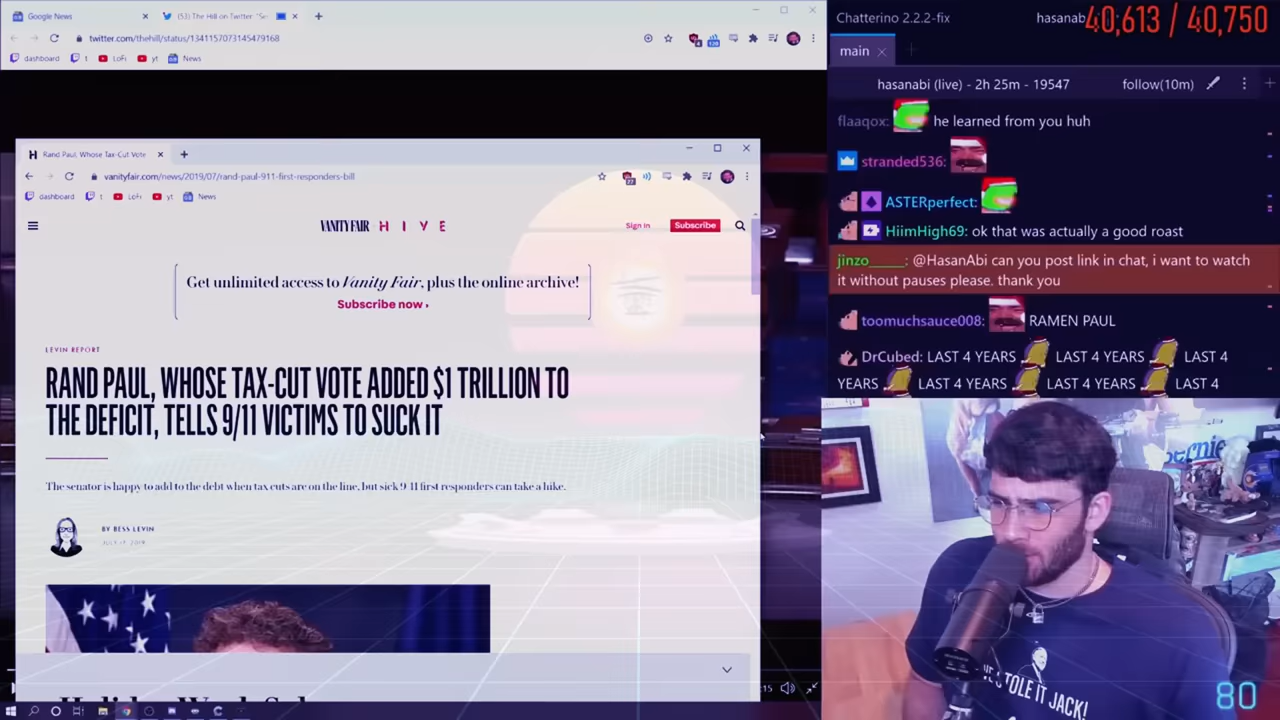 Google News
(53) The Hill on Twitter: "Se
twitter.com/thehill/status/1341157073145479168
dashboard
t
LoFi
yt
News
Rand Paul, Whose Tax-Cut Vote
vanityfair.com/news/2019/07/rand-paul-911-first-responders-bill
dashboard
t
LoFi
yt
News
VANITY FAIR HIVE
Sign in
Subscribe
Get unlimited access to Vanity Fair, plus the online archive!
Subscribe now ›
LEVIN REPORT
RAND PAUL, WHOSE TAX-CUT VOTE ADDED $1 TRILLION TO
THE DEFICIT, TELLS 9/11 VICTIMS TO SUCK IT
The senator is happy to add to the debt when tax cuts are on the line, but sick 9/11 first responders can take a hike.
BY BESS LEVIN
:15
Chatterino 2.2.2-fix
hasanab
40,613 / 40,750
main
hasanabi (live) - 2h 25m - 19547
follow(10m)
flaaqox: he learned from you huh
stranded536:
ASTERperfect:
HiimHigh69: ok that was actually a good roast
jinzo_____: @HasanAbi can you post link in chat, i want to watch
it without pauses please. thank you
toomuchsauce008: RAMEN PAUL
DrCubed: LAST 4 YEARS LAST 4 YEARS LAST 4
YEARS LAST 4 YEARS LAST 4 YEARS LAST 4
Bernie
STOLE IT JACK!
80